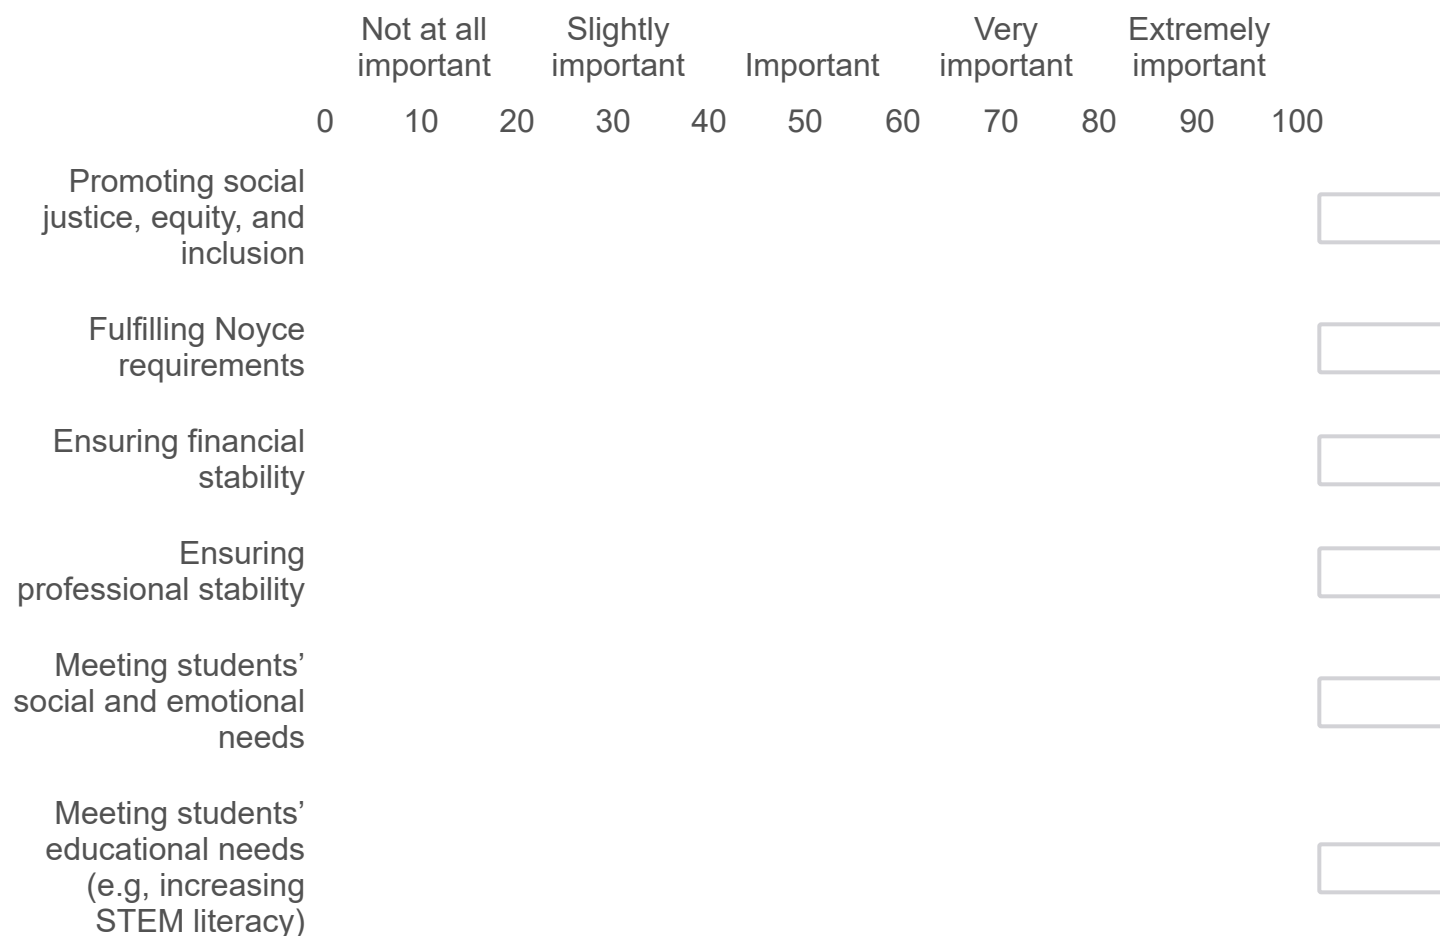 Not at all Slightly Very Extremely
important important Important important important
0 10 20 30 40 50 60 70 80 90 100
Promoting social
justice, equity, and
inclusion
Fulfilling Noyce
requirements
Ensuring financial
stability
Ensuring
professional stability
Meeting students’
social and emotional
needs
Meeting students’
educational needs
(e.g, increasing
STEM literacy)